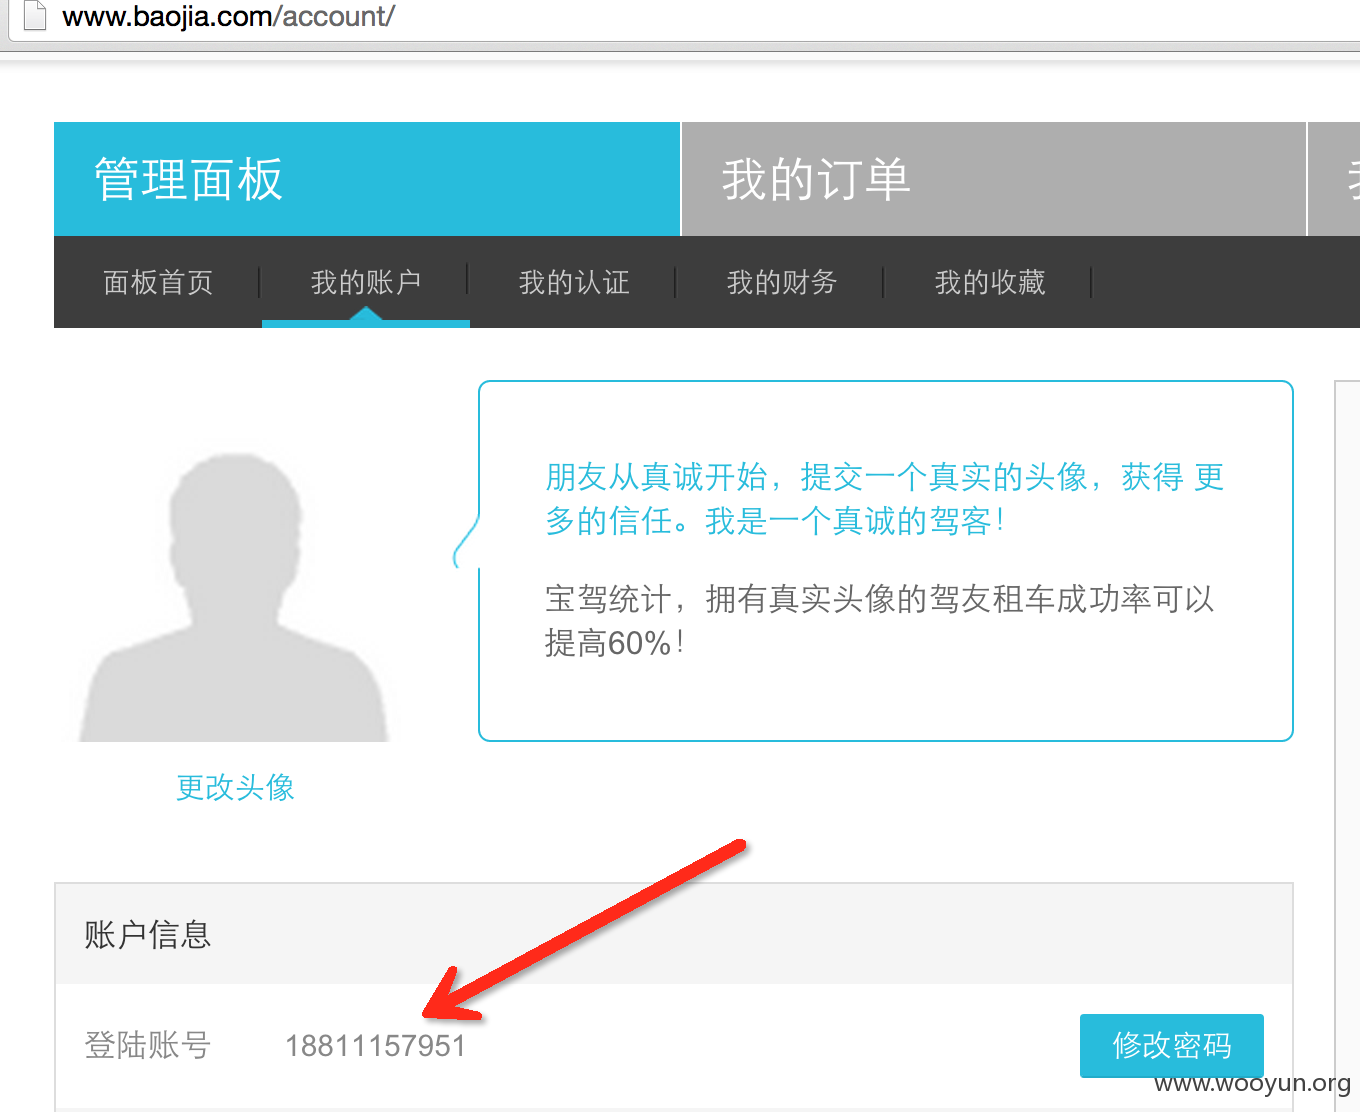 www.baojia.com/account/
管理面板
我的订单
面板首页
我的账户
我的认证
我的财务
我的收藏
朋友从真诚开始，提交一个真实的头像，获得 更
多的信任。我是一个真诚的驾客！
宝驾统计，拥有真实头像的驾友租车成功率可以
提高60%！
更改头像
账户信息
登陆账号
18811157951
修改密码
www.wooyun.org